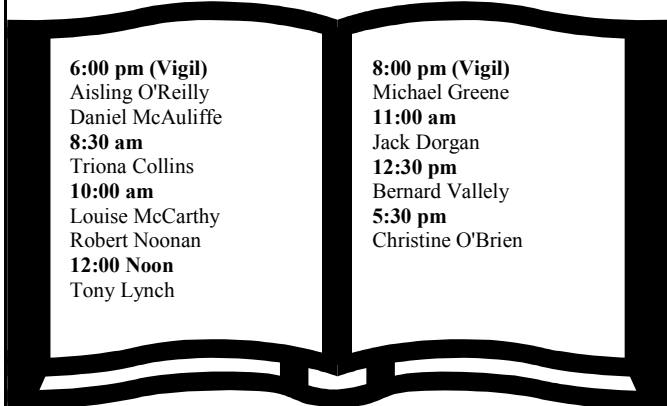 6:00 pm (Vigil)
Aisling O'Reilly
Daniel McAuliffe
8:30 am
Triona Collins
10:00 am
Louise McCarthy
Robert Noonan
12:00 Noon
Tony Lynch
8:00 pm (Vigil)
Michael Greene
11:00 am
Jack Dorgan
12:30 pm
Bernard Vallely
5:30 pm
Christine O'Brien